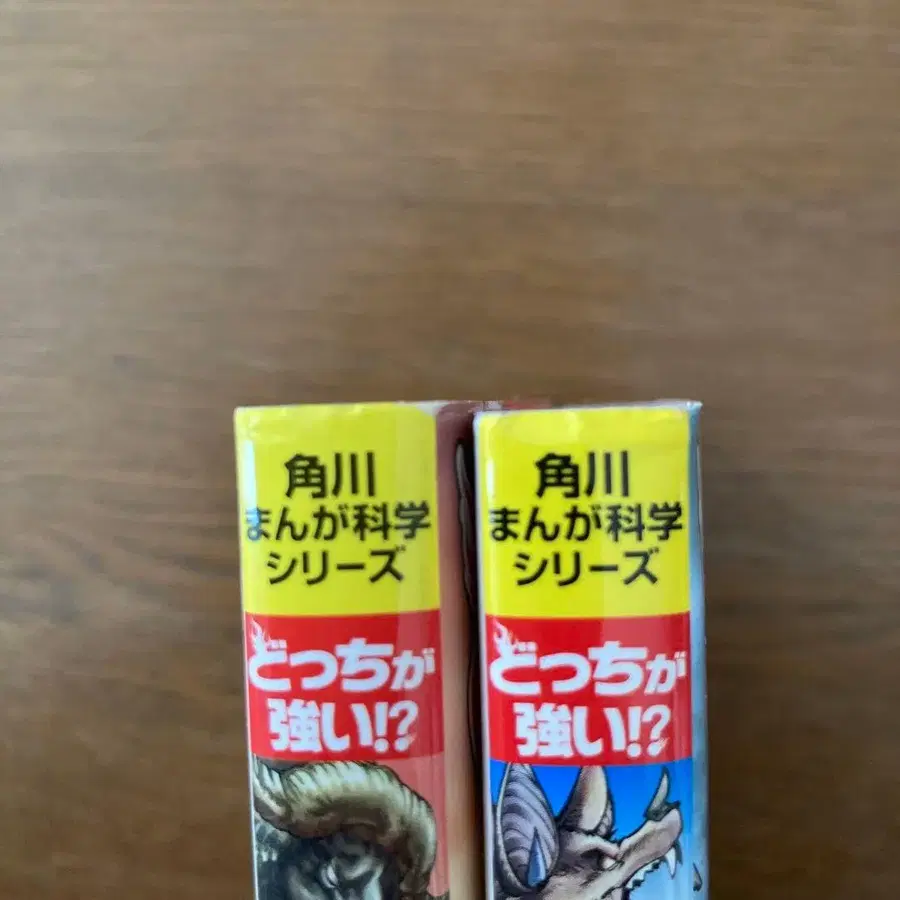 角川
まんが科学
シリーズ
どっちが
強い!?
角川
まんが科学
シリーズ
どっちが
強い!?